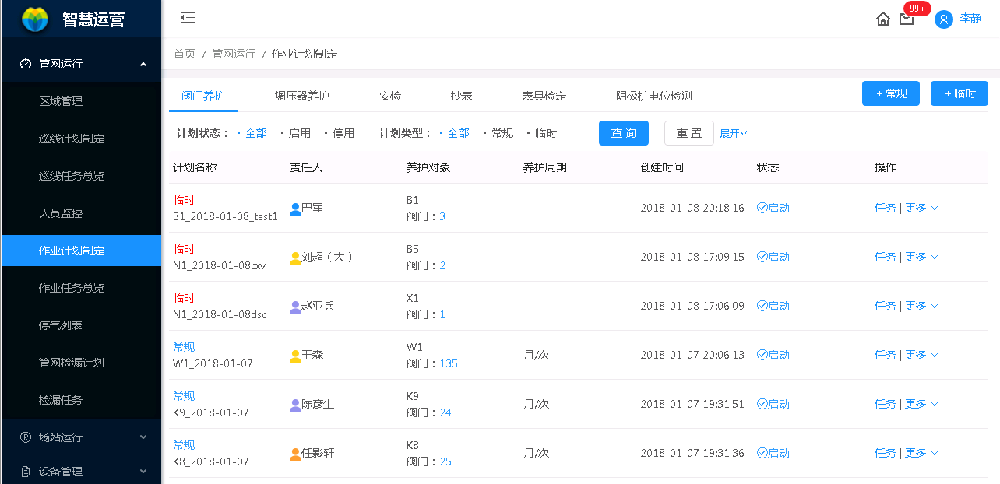 智慧运营
99+
李静
管网运行
区域管理
巡线计划制定
巡线任务总览
人员监控
作业计划制定
作业任务总览
停气列表
管网检漏计划
检漏任务
场站运行
设备管理
首页 / 管网运行 / 作业计划制定
阀门养护 调压器养护 安检 抄表 表具检定 阴极桩电位检测 +常规 +临时
计划状态： · 全部 · 启用 · 停用 计划类型： · 全部 · 常规 · 临时 查询 重置 展开
计划名称 责任人 养护对象 养护周期 创建时间 状态 操作
临时 B1
B1_2018-01-08_test1 巴军 阀门：3 2018-01-08 20:18:16 启动 任务 | 更多
临时 B5
N1_2018-01-08cxv 刘超（大） 阀门：2 2018-01-08 17:09:15 启动 任务 | 更多
临时 X1
N1_2018-01-08dsc 赵亚兵 阀门：1 2018-01-08 17:06:09 启动 任务 | 更多
常规 W1
W1_2018-01-07 王森 阀门：135 月/次 2018-01-07 20:06:13 启动 任务 | 更多
常规 K9
K9_2018-01-07 陈彦生 阀门：24 月/次 2018-01-07 19:31:51 启动 任务 | 更多
常规 K8
K8_2018-01-07 任影轩 阀门：25 月/次 2018-01-07 19:31:36 启动 任务 | 更多